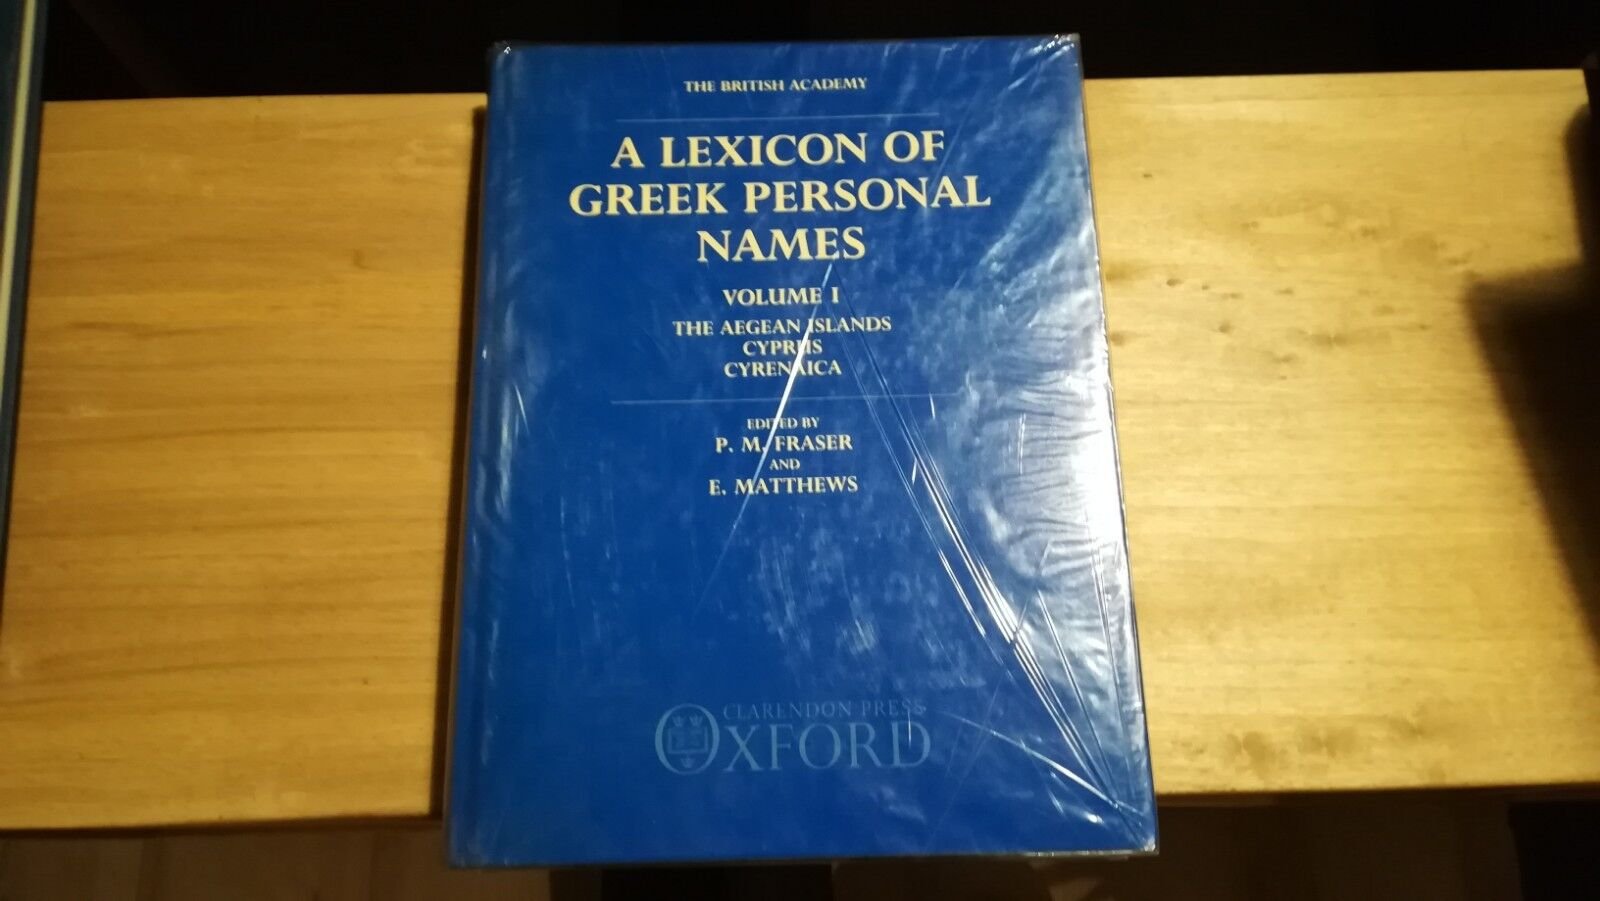 THE BRITISH ACADEMY
A LEXICON OF
GREEK PERSONAL
NAMES
VOLUME I
THE AEGEAN ISLANDS
CYPRUS
CYRENAICA
EDITED BY
P. M. FRASER
AND
E. MATTHEWS
CLARENDON PRESS
OXFORD